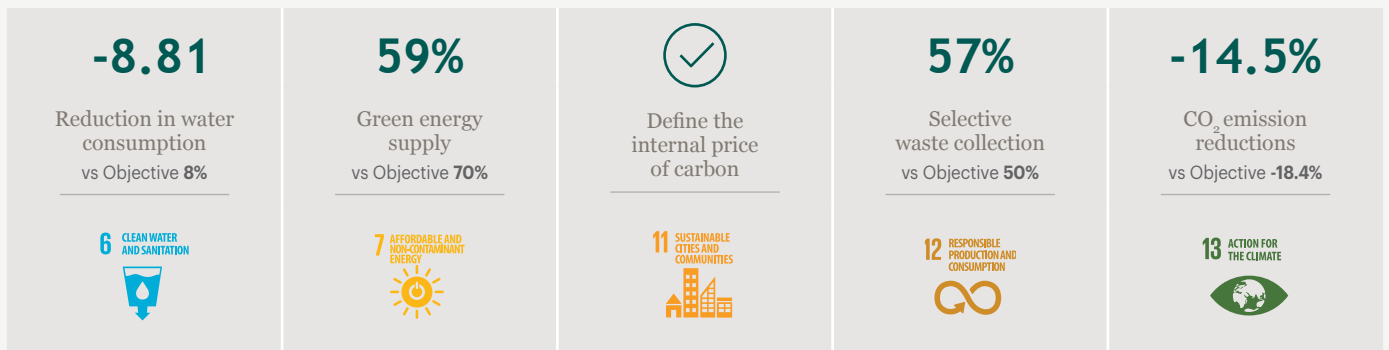 -8.81
Reduction in water
consumption
vs Objective 8%
6 CLEAN WATER
AND SANITATION
59%
Green energy
supply
vs Objective 70%
7 AFFORDABLE AND
NON-CONTAMINANT
ENERGY
Define the
internal price
of carbon
11 SUSTAINABLE
CITIES AND
COMMUNITIES
57%
Selective
waste collection
vs Objective 50%
12 RESPONSIBLE
PRODUCTION AND
CONSUMPTION
-14.5%
CO₂ emission
reductions
vs Objective -18.4%
13 ACTION FOR
THE CLIMATE